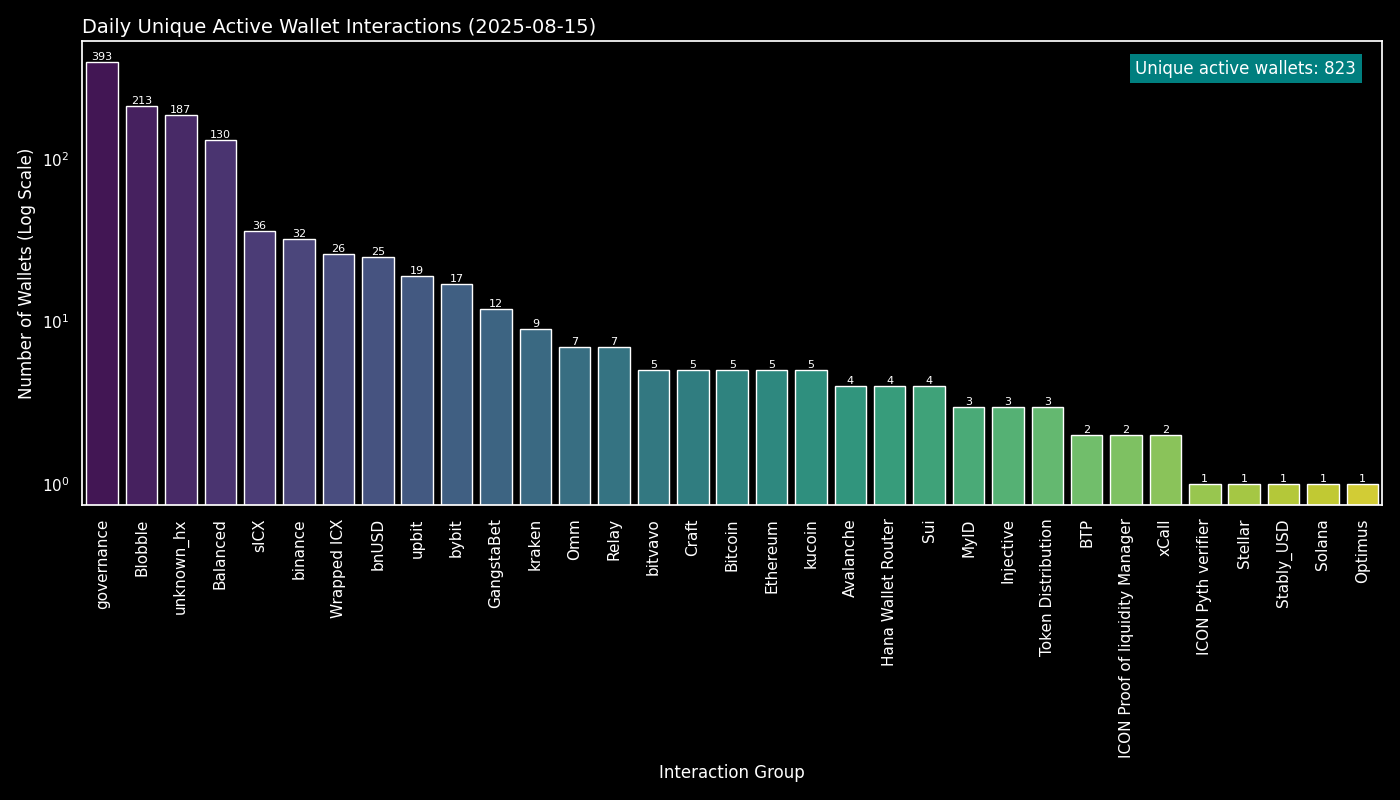 Daily Unique Active Wallet Interactions (2025-08-15)
Unique active wallets: 823
Number of Wallets (Log Scale)
10²
10¹
10⁰
393
213
187
130
36
32
26
25
19
17
12
9
7
7
5
5
5
5
5
4
4
4
3
3
3
2
2
2
1
1
1
1
1
governance
Blobble
unknown_hx
Balanced
sICX
binance
Wrapped ICX
bnUSD
upbit
bybit
GangstaBet
kraken
Omm
Relay
bitvavo
Craft
Bitcoin
Ethereum
kucoin
Avalanche
Hana Wallet Router
Sui
MyID
Injective
Token Distribution
BTP
ICON Proof of liquidity Manager
xCall
ICON Pyth verifier
Stellar
Stably_USD
Solana
Optimus
Interaction Group